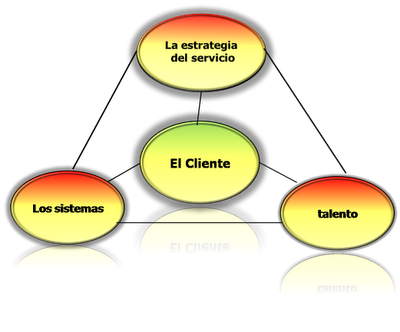 La estrategia
del servicio
El Cliente
Los sistemas
talento